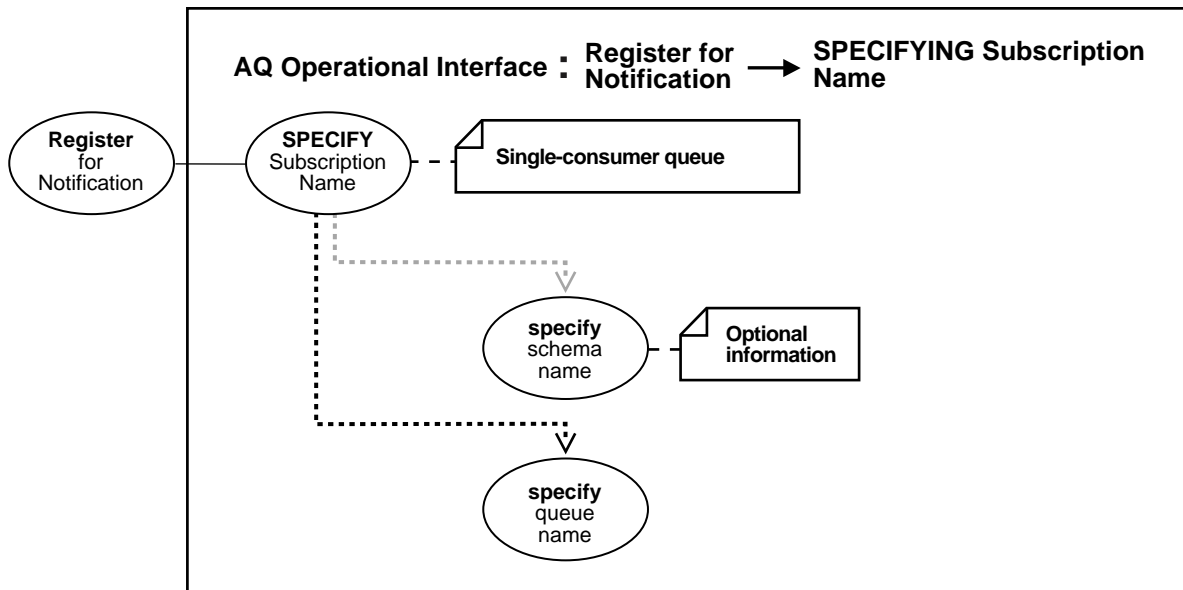 AQ Operational Interface : Register for Notification → SPECIFYING Subscription Name
Register
for
Notification
SPECIFY
Subscription
Name
Single-consumer queue
specify
schema
name
Optional
information
specify
queue
name